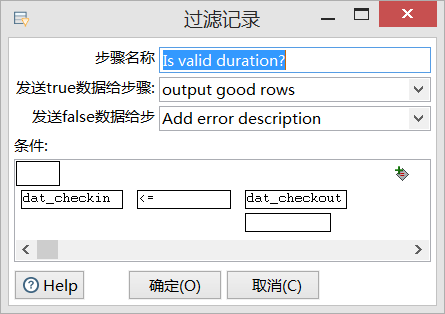 过滤记录
步骤名称 Is valid duration?
发送true数据给步骤: output good rows
发送false数据给步 Add error description
条件:
dat_checkin <= dat_checkout
Help 确定(O) 取消(C)